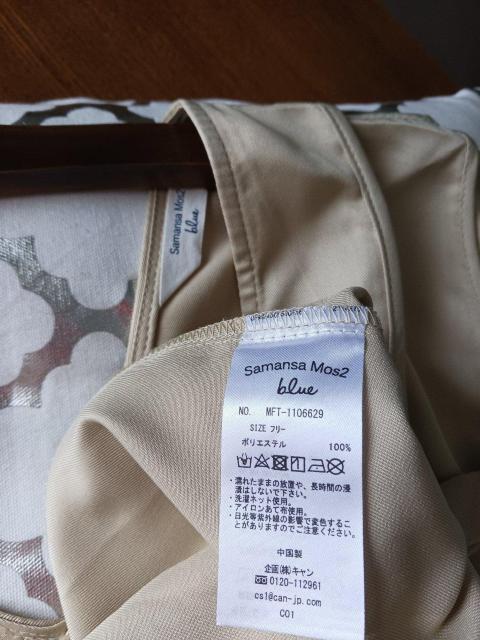 Samansa Mos2
blue
Samansa Mos2
blue
NO. MFT-1106629
SIZE フリー
ポリエステル 100%
・濡れたままの放置や、長時間の浸
漬はしないで下さい。
・洗濯ネット使用。
・アイロンあて布使用。
・日光等紫外線の影響で変色するこ
とがありますのでご注意ください。
中国製
企画(株)キャン
0120-112961
cs1@can-jp.com
C01